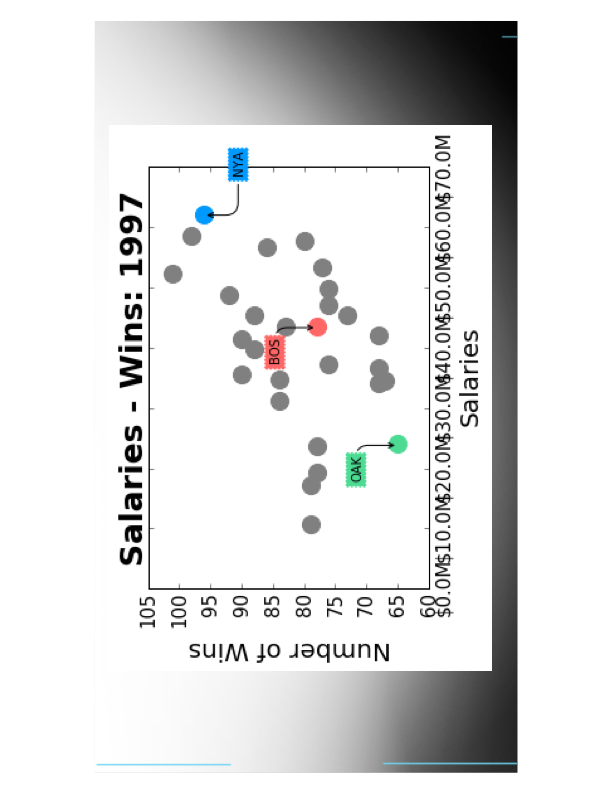 Salaries - Wins: 1997
NYA
BOS
OAK
105
100
95
90
85
80
75
70
65
60
Number of Wins
$0.0M
$10.0M
$20.0M
$30.0M
$40.0M
$50.0M
$60.0M
$70.0M
Salaries